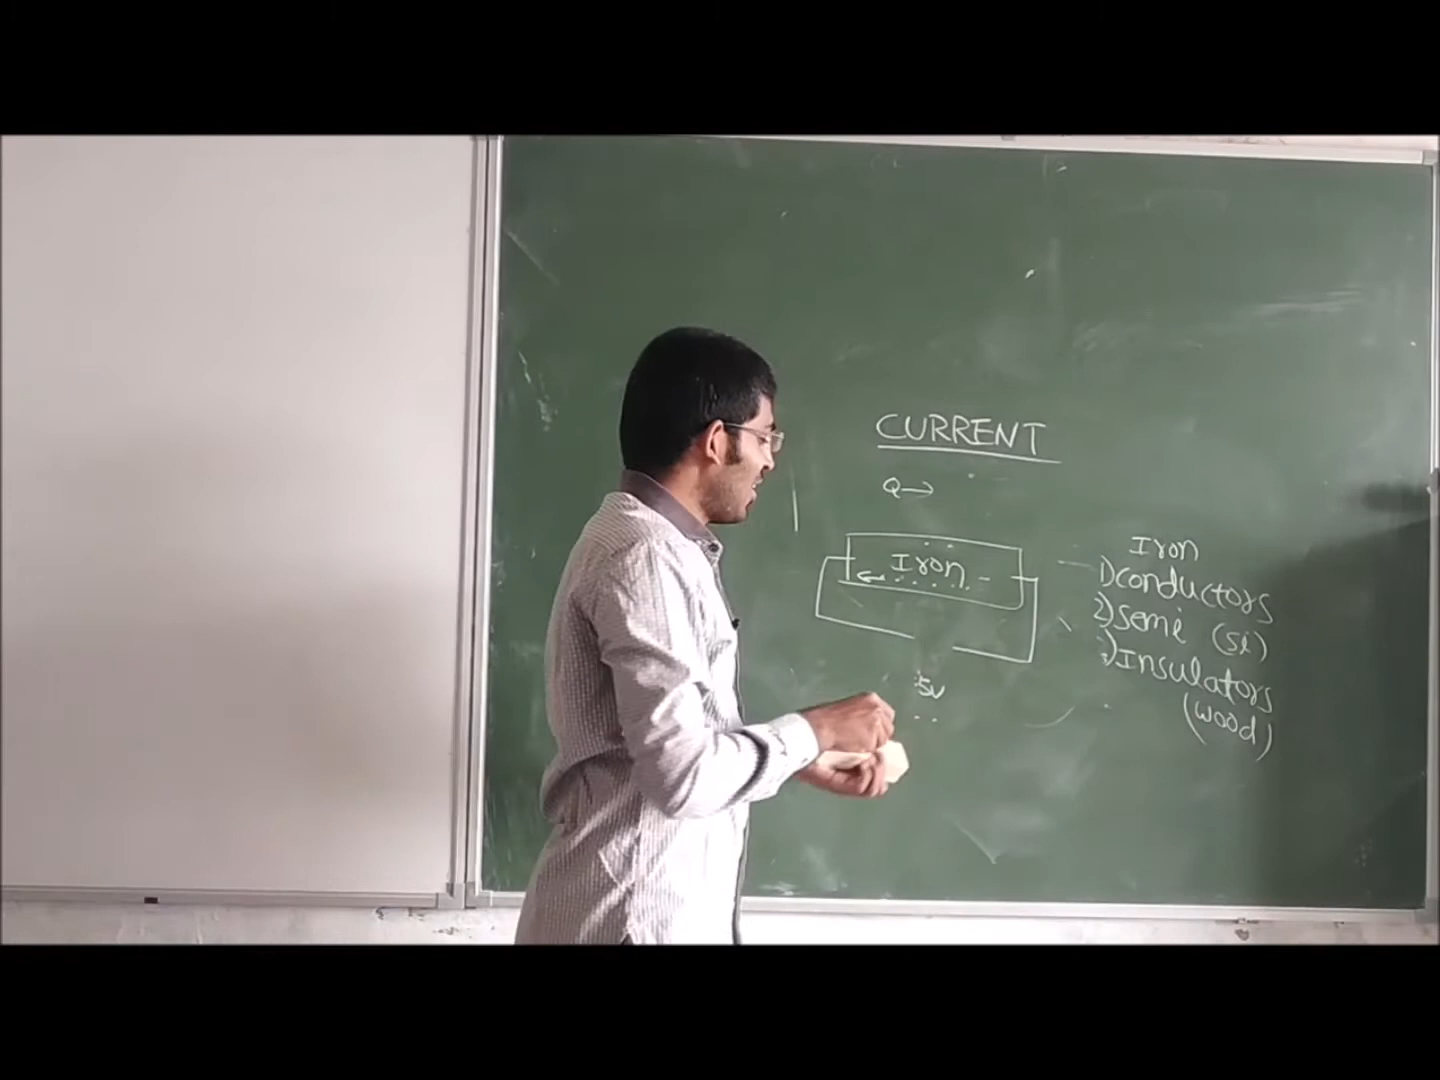 CURRENT
Q→
Iron
5v
Iron
1)conductors
2)semi (si)
3)Insulators
(wood)